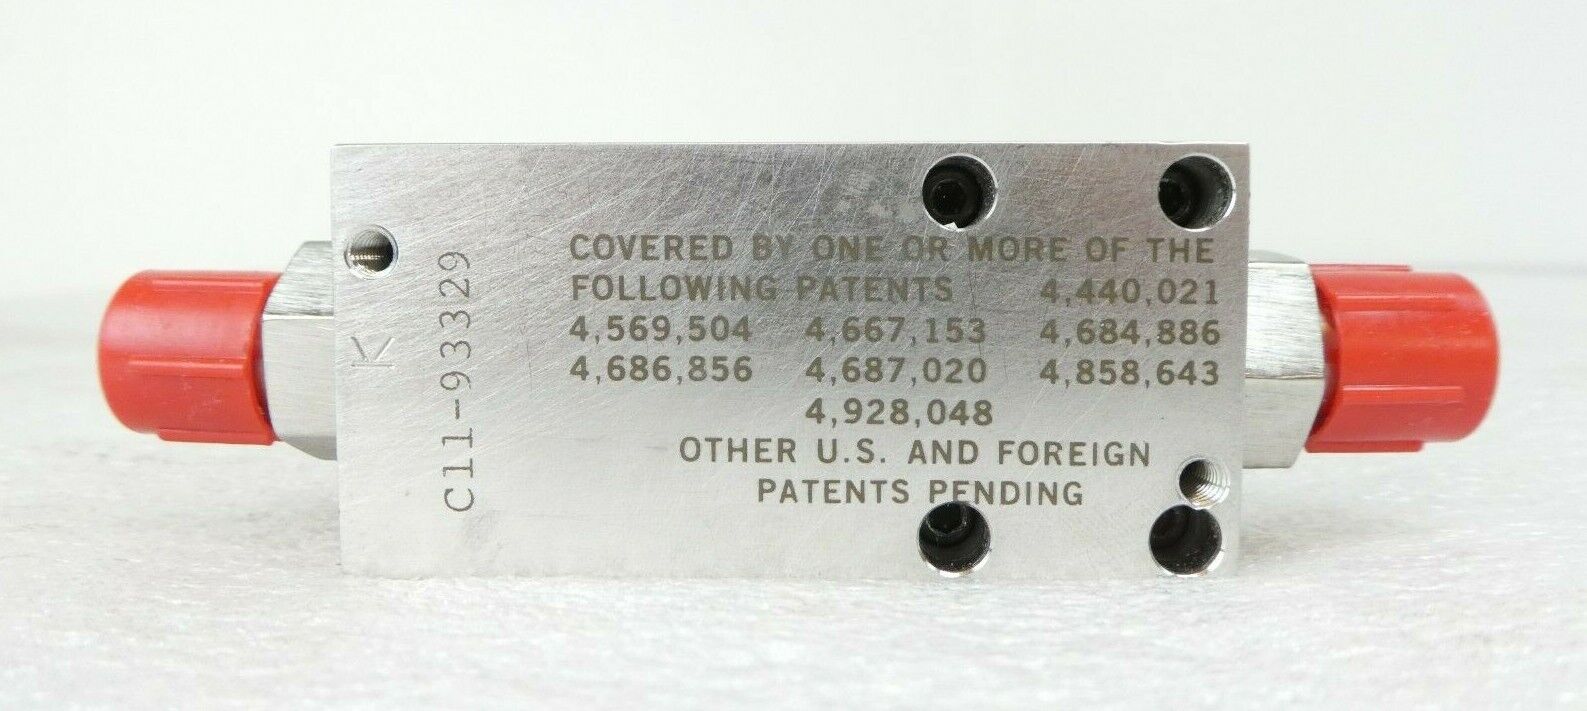 C11-93329
K
COVERED BY ONE OR MORE OF THE
FOLLOWING PATENTS 4,440,021
4,569,504 4,667,153 4,684,886
4,686,856 4,687,020 4,858,643
4,928,048
OTHER U.S. AND FOREIGN
PATENTS PENDING